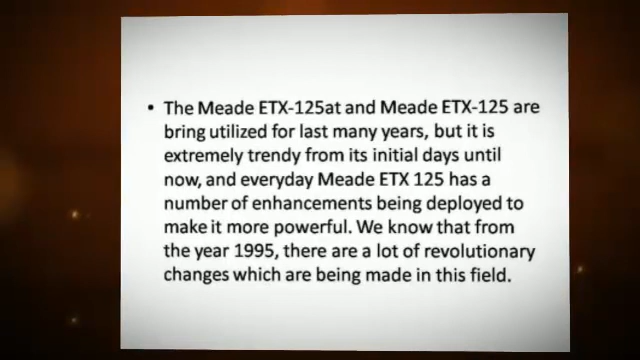 • The Meade ETX-125at and Meade ETX-125 are
bring utilized for last many years, but it is
extremely trendy from its initial days until
now, and everyday Meade ETX 125 has a
number of enhancements being deployed to
make it more powerful. We know that from
the year 1995, there are a lot of revolutionary
changes which are being made in this field.